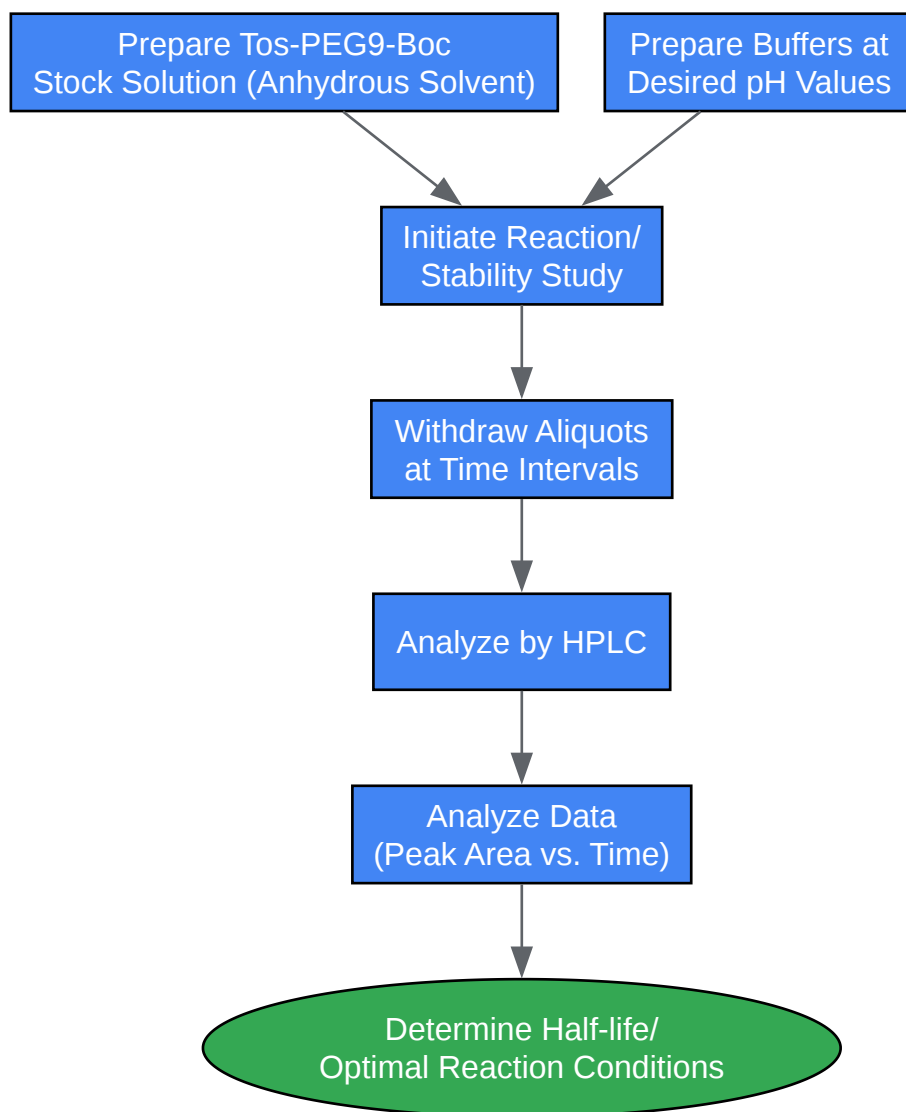 Prepare Tos-PEG9-Boc
Stock Solution (Anhydrous Solvent)
Prepare Buffers at
Desired pH Values
Initiate Reaction/
Stability Study
Withdraw Aliquots
at Time Intervals
Analyze by HPLC
Analyze Data
(Peak Area vs. Time)
Determine Half-life/
Optimal Reaction Conditions